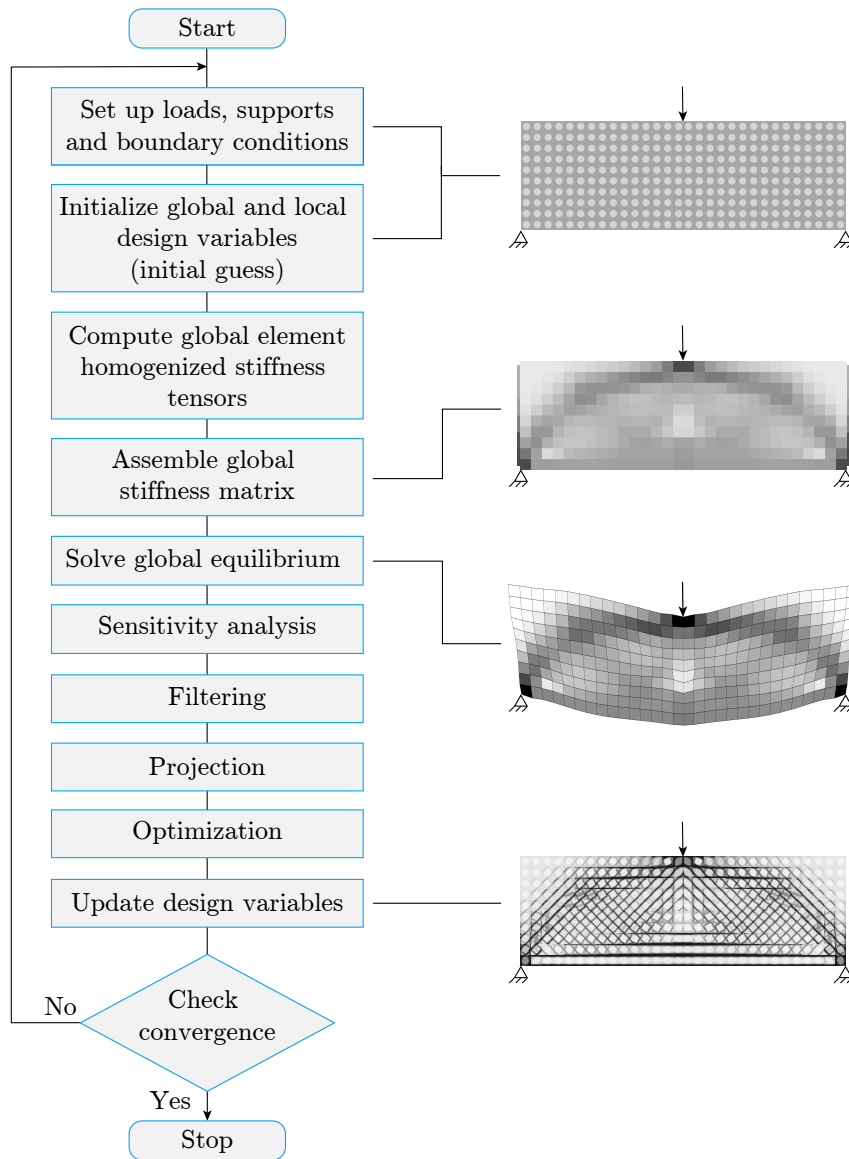 Start
Set up loads, supports
and boundary conditions
Initialize global and local
design variables
(initial guess)
Compute global element
homogenized stiffness
tensors
Assemble global
stiffness matrix
Solve global equilibrium
Sensitivity analysis
Filtering
Projection
Optimization
Update design variables
No
Check
convergence
Yes
Stop